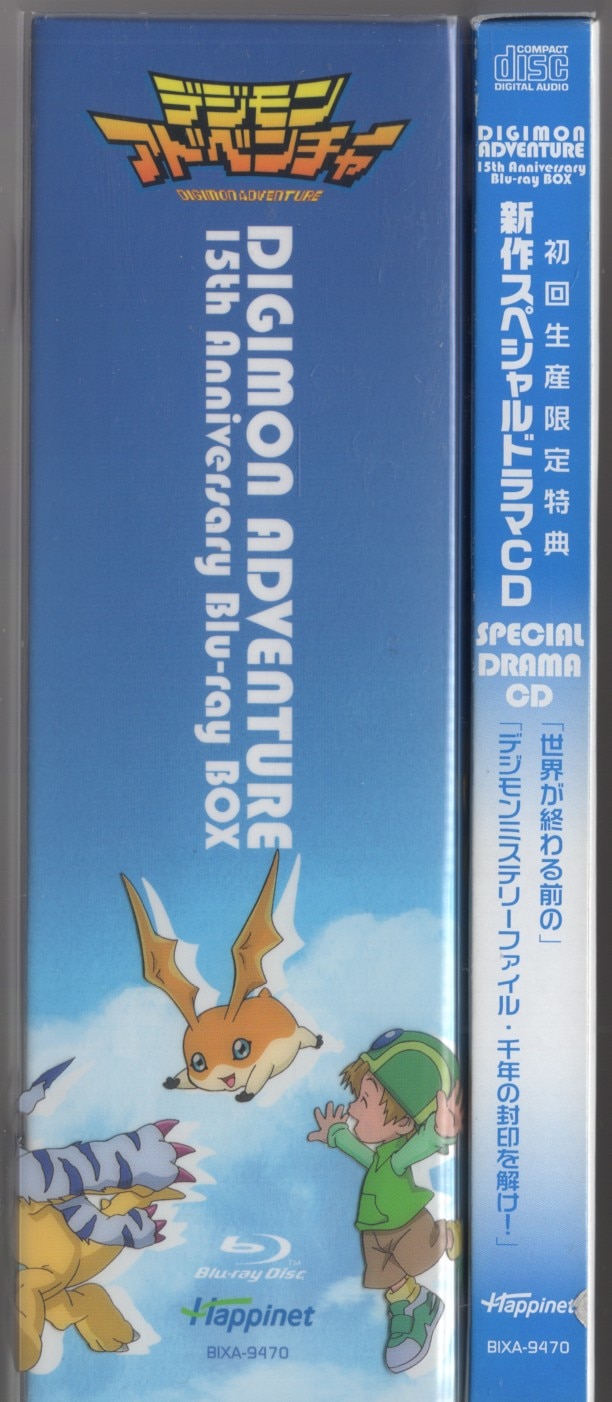 デジモン
アドベンチャー
DIGIMON ADVENTURE
DIGIMON ADVENTURE
15th Anniversary Blu-ray BOX
Blu-ray Disc™
Happinet
BIXA-9470
COMPACT
disc
DIGITAL AUDIO
DIGIMON
ADVENTURE
15th Anniversary
Blu-ray BOX
初回生産限定特典
新作スペシャルドラマCD
SPECIAL
DRAMA
CD
「世界が終わる前の」
「デジモンミステリーファイル・千年の封印を解け!」
Happinet
BIXA-9470